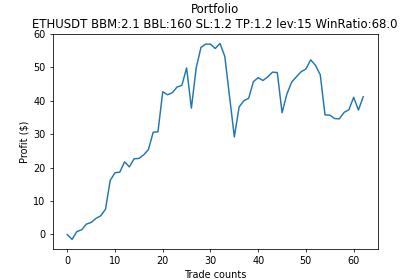 Portfolio
ETHUSDT BBM:2.1 BBL:160 SL:1.2 TP:1.2 lev:15 WinRatio:68.0
60
50
40
30
20
10
0
Profit ($)
0 10 20 30 40 50 60
Trade counts